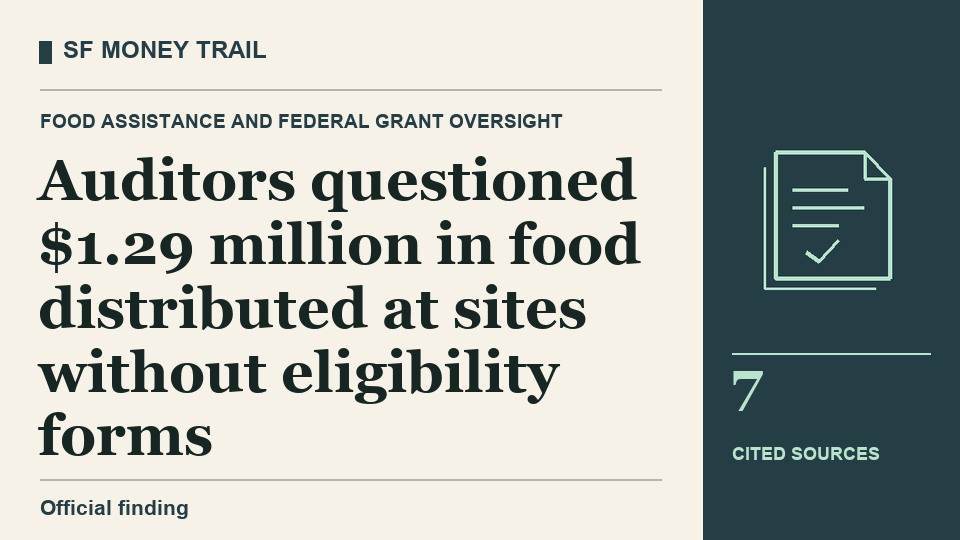 SF MONEY TRAIL
FOOD ASSISTANCE AND FEDERAL GRANT OVERSIGHT
Auditors questioned
$1.29 million in food
distributed at sites
without eligibility
forms
Official finding
7
CITED SOURCES